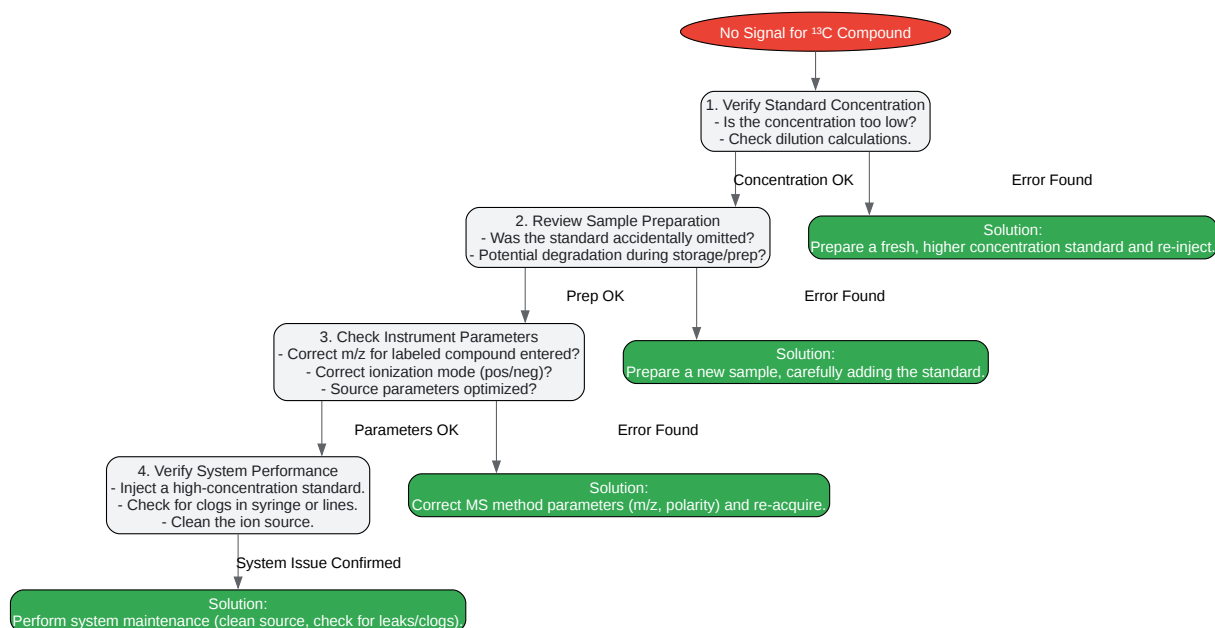 No Signal for ¹³C Compound
1. Verify Standard Concentration
- Is the concentration too low?
- Check dilution calculations.
Concentration OK
Error Found
2. Review Sample Preparation
- Was the standard accidentally omitted?
- Potential degradation during storage/prep?
Solution:
Prepare a fresh, higher concentration standard and re-inject.
Prep OK
Error Found
3. Check Instrument Parameters
- Correct m/z for labeled compound entered?
- Correct ionization mode (pos/neg)?
- Source parameters optimized?
Solution:
Prepare a new sample, carefully adding the standard.
Parameters OK
Error Found
4. Verify System Performance
- Inject a high-concentration standard.
- Check for clogs in syringe or lines.
- Clean the ion source.
Solution:
Correct MS method parameters (m/z, polarity) and re-acquire.
System Issue Confirmed
Solution:
Perform system maintenance (clean source, check for leaks/clogs).